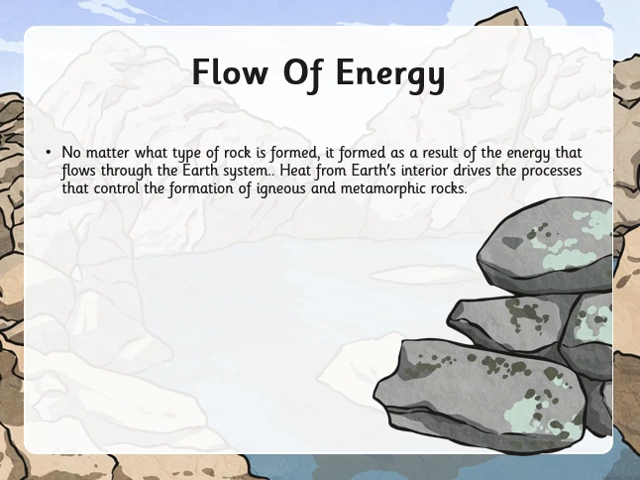 Flow Of Energy
• No matter what type of rock is formed, it formed as a result of the energy that
flows through the Earth system.. Heat from Earth's interior drives the processes
that control the formation of igneous and metamorphic rocks.